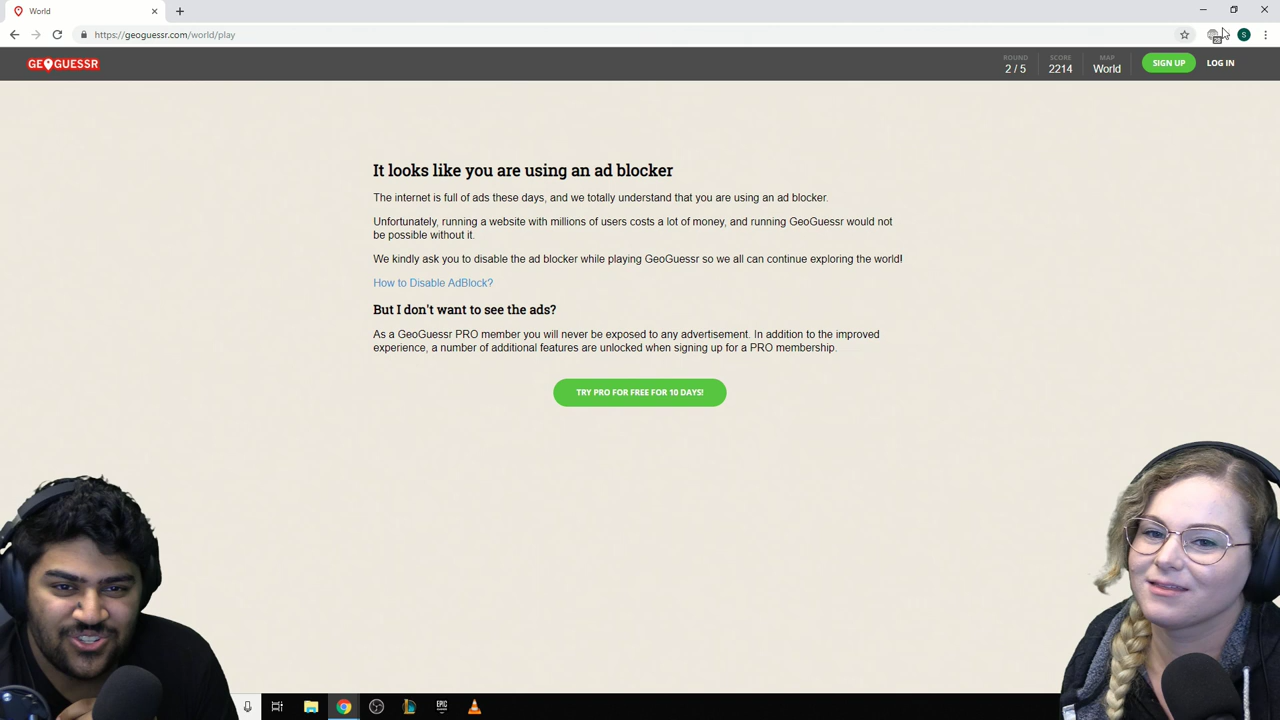 World
https://geoguessr.com/world/play
S
GEOGUESSR
ROUND
2 / 5
SCORE
2214
MAP
World
SIGN UP
LOG IN
It looks like you are using an ad blocker
The internet is full of ads these days, and we totally understand that you are using an ad blocker.
Unfortunately, running a website with millions of users costs a lot of money, and running GeoGuessr would not
be possible without it.
We kindly ask you to disable the ad blocker while playing GeoGuessr so we all can continue exploring the world!
How to Disable AdBlock?
But I don't want to see the ads?
As a GeoGuessr PRO member you will never be exposed to any advertisement. In addition to the improved
experience, a number of additional features are unlocked when signing up for a PRO membership.
TRY PRO FOR FREE FOR 10 DAYS!
EPIC